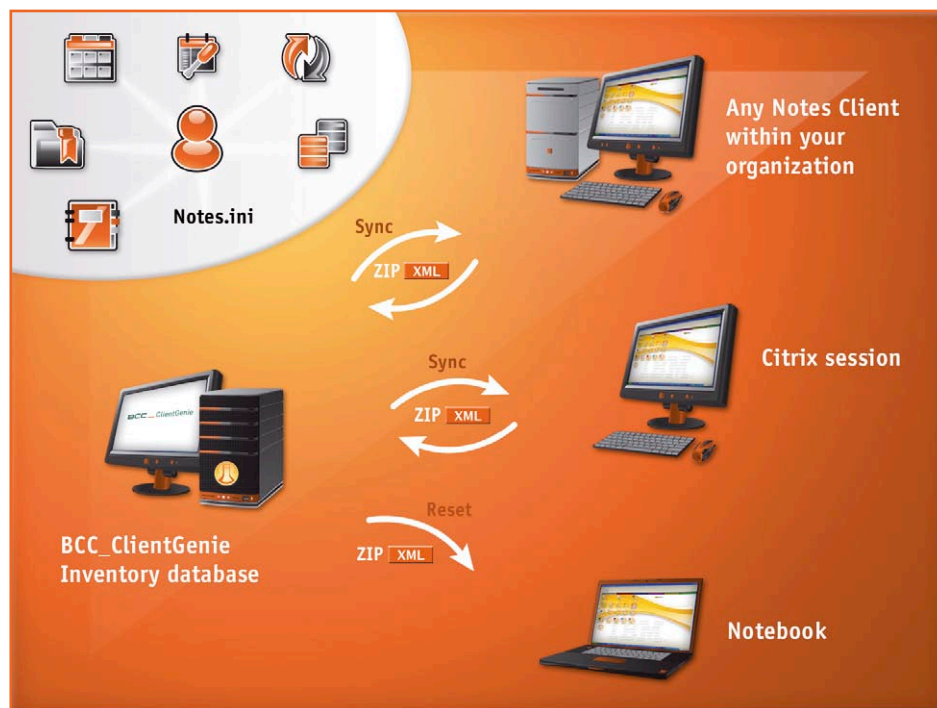 Notes.ini
Any Notes Client
within your
organization
Sync
ZIP XML
Citrix session
Sync
ZIP XML
BCC_ClientGenie
Reset
ZIP XML
BCC_ClientGenie
Inventory database
Notebook